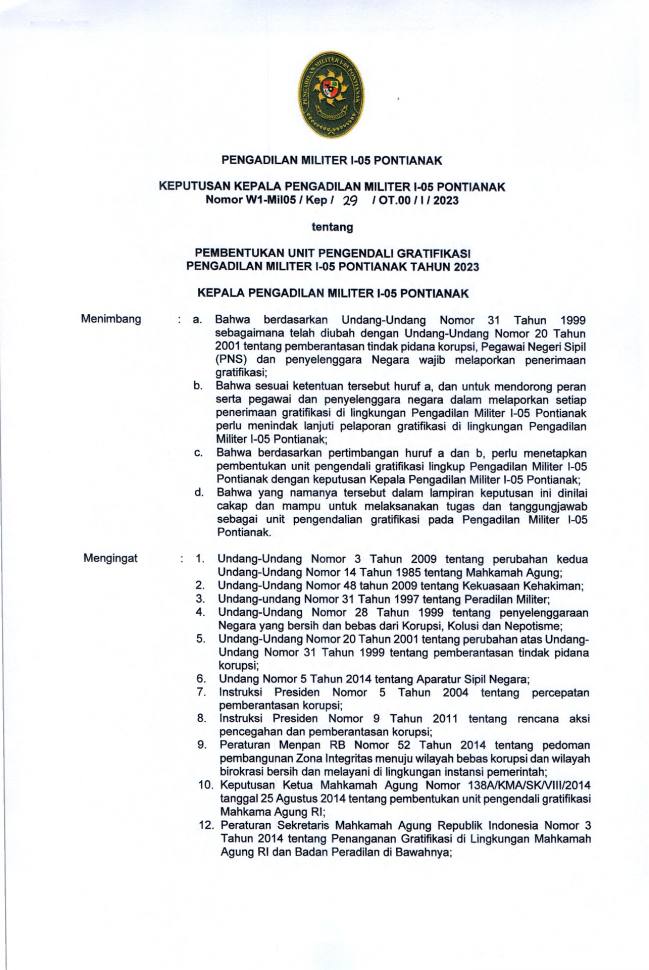 PENGADILAN MILITER I-05 PONTIANAK
PENGADILAN MILITER I-05 PONTIANAK
KEPUTUSAN KEPALA PENGADILAN MILITER I-05 PONTIANAK
Nomor W1-Mil05 / Kep / 29 / OT.00 / I / 2023
tentang
PEMBENTUKAN UNIT PENGENDALI GRATIFIKASI
PENGADILAN MILITER I-05 PONTIANAK TAHUN 2023
KEPALA PENGADILAN MILITER I-05 PONTIANAK
Menimbang : a. Bahwa berdasarkan Undang-Undang Nomor 31 Tahun 1999
sebagaimana telah diubah dengan Undang-Undang Nomor 20 Tahun
2001 tentang pemberantasan tindak pidana korupsi, Pegawai Negeri Sipil
(PNS) dan penyelenggara Negara wajib melaporkan penerimaan
gratifikasi;
b. Bahwa sesuai ketentuan tersebut huruf a, dan untuk mendorong peran
serta pegawai dan penyelenggara negara dalam melaporkan setiap
penerimaan gratifikasi di lingkungan Pengadilan Militer I-05 Pontianak
perlu menindak lanjuti pelaporan gratifikasi di lingkungan Pengadilan
Militer I-05 Pontianak;
c. Bahwa berdasarkan pertimbangan huruf a dan b, perlu menetapkan
pembentukan unit pengendali gratifikasi lingkup Pengadilan Militer I-05
Pontianak dengan keputusan Kepala Pengadilan Militer I-05 Pontianak;
d. Bahwa yang namanya tersebut dalam lampiran keputusan ini dinilai
cakap dan mampu untuk melaksanakan tugas dan tanggungjawab
sebagai unit pengendalian gratifikasi pada Pengadilan Militer I-05
Pontianak.
Mengingat : 1. Undang-Undang Nomor 3 Tahun 2009 tentang perubahan kedua
Undang-Undang Nomor 14 Tahun 1985 tentang Mahkamah Agung;
2. Undang-Undang Nomor 48 tahun 2009 tentang Kekuasaan Kehakiman;
3. Undang-undang Nomor 31 Tahun 1997 tentang Peradilan Militer;
4. Undang-Undang Nomor 28 Tahun 1999 tentang penyelenggaraan
Negara yang bersih dan bebas dari Korupsi, Kolusi dan Nepotisme;
5. Undang-Undang Nomor 20 Tahun 2001 tentang perubahan atas Undang-
Undang Nomor 31 Tahun 1999 tentang pemberantasan tindak pidana
korupsi;
6. Undang Nomor 5 Tahun 2014 tentang Aparatur Sipil Negara;
7. Instruksi Presiden Nomor 5 Tahun 2004 tentang percepatan
pemberantasan korupsi;
8. Instruksi Presiden Nomor 9 Tahun 2011 tentang rencana aksi
pencegahan dan pemberantasan korupsi;
9. Peraturan Menpan RB Nomor 52 Tahun 2014 tentang pedoman
pembangunan Zona Integritas menuju wilayah bebas korupsi dan wilayah
birokrasi bersih dan melayani di lingkungan instansi pemerintah;
10. Keputusan Ketua Mahkamah Agung Nomor 138A/KMA/SK/VIII/2014
tanggal 25 Agustus 2014 tentang pembentukan unit pengendali gratifikasi
Mahkama Agung RI;
12. Peraturan Sekretaris Mahkamah Agung Republik Indonesia Nomor 3
Tahun 2014 tentang Penanganan Gratifikasi di Lingkungan Mahkamah
Agung RI dan Badan Peradilan di Bawahnya;